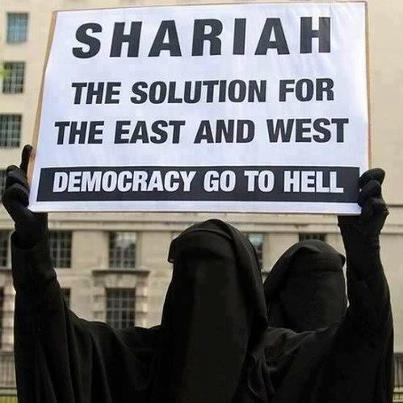 SHARIAH
THE SOLUTION FOR
THE EAST AND WEST
DEMOCRACY GO TO HELL